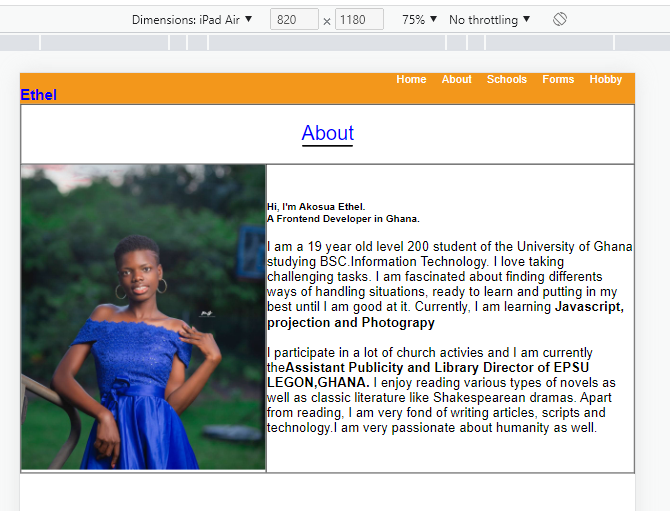 Dimensions: iPad Air ▼ 820 × 1180 75% ▼ No throttling ▼
Home About Schools Forms Hobby
Ethel
About
Hi, I'm Akosua Ethel.
A Frontend Developer in Ghana.
I am a 19 year old level 200 student of the University of Ghana
studying BSC.Information Technology. I love taking
challenging tasks. I am fascinated about finding differents
ways of handling situations, ready to learn and putting in my
best until I am good at it. Currently, I am learning Javascript,
projection and Photograpy
I participate in a lot of church activies and I am currently
theAssistant Publicity and Library Director of EPSU
LEGON,GHANA. I enjoy reading various types of novels as
well as classic literature like Shakespearean dramas. Apart
from reading, I am very fond of writing articles, scripts and
technology.I am very passionate about humanity as well.